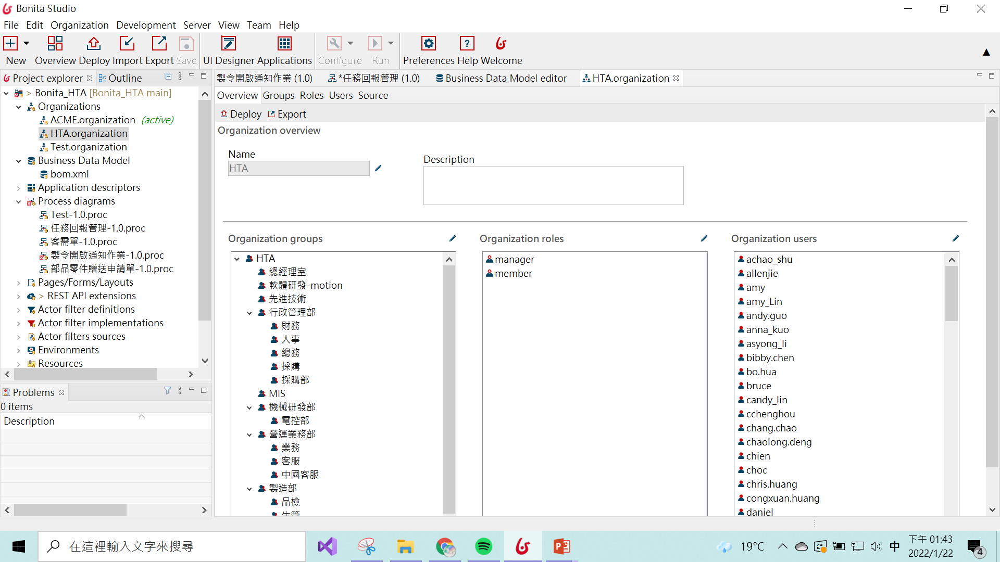 Bonita Studio
File Edit Organization Development Server View Team Help
New Overview Deploy Import Export Save UI Designer Applications Configure Run Preferences Help Welcome
Project explorer Outline
> Bonita_HTA [Bonita_HTA main]
Organizations
ACME.organization (active)
HTA.organization
Test.organization
Business Data Model
bom.xml
Application descriptors
Process diagrams
Test-1.0.proc
任務回報管理-1.0.proc
客需單-1.0.proc
製令開啟通知作業-1.0.proc
部品零件贈送申請單-1.0.proc
Pages/Forms/Layouts
> REST API extensions
Actor filter definitions
Actor filter implementations
Actor filters sources
Environments
Resources
Problems
0 items
Description
製令開啟通知作業 (1.0) *任務回報管理 (1.0) Business Data Model editor HTA.organization
Overview Groups Roles Users Source
Deploy Export
Organization overview
Name
HTA
Description
Organization groups
HTA
總經理室
軟體研發-motion
先進技術
行政管理部
財務
人事
總務
採購
採購部
MIS
機械研發部
電控部
營運業務部
業務
客服
中國客服
製造部
品檢
生管
Organization roles
manager
member
Organization users
achao_shu
allenjie
amy
amy_Lin
andy.guo
anna_kuo
asyong_li
bibby.chen
bo.hua
bruce
candy_lin
cchenghou
chang.chao
chaolong.deng
chien
choc
chris.huang
congxuan.huang
daniel
在這裡輸入文字來搜尋
19°C
中
下午 01:43
2022/1/22
4